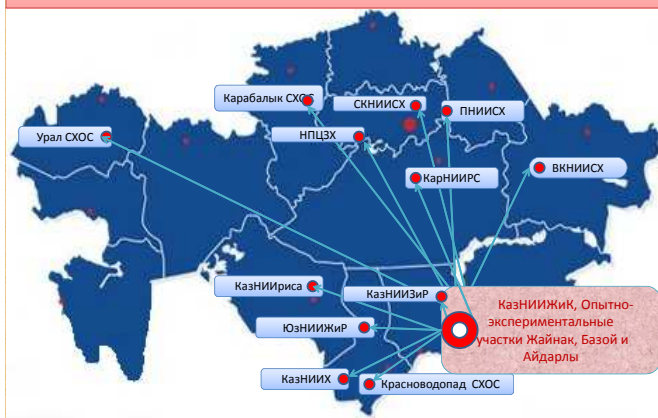 Карабалык СХОС
СКНИИСХ
ПНИИСХ
Урал СХОС
НПЦЗХ
КарНИИРС
ВКНИИСХ
КазНИИриса
КазНИИЗиР
КазНИИЖиК, Опытно-
экспериментальные
участки Жайнак, Базой и
Айдарлы
ЮзНИИЖиР
КазНИИХ
Красноводопад СХОС